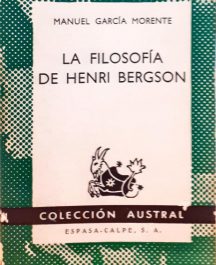 MANUEL GARCÍA MORENTE
LA FILOSOFÍA
DE HENRI BERGSON
COLECCIÓN AUSTRAL
ESPASA-CALPE, S. A.